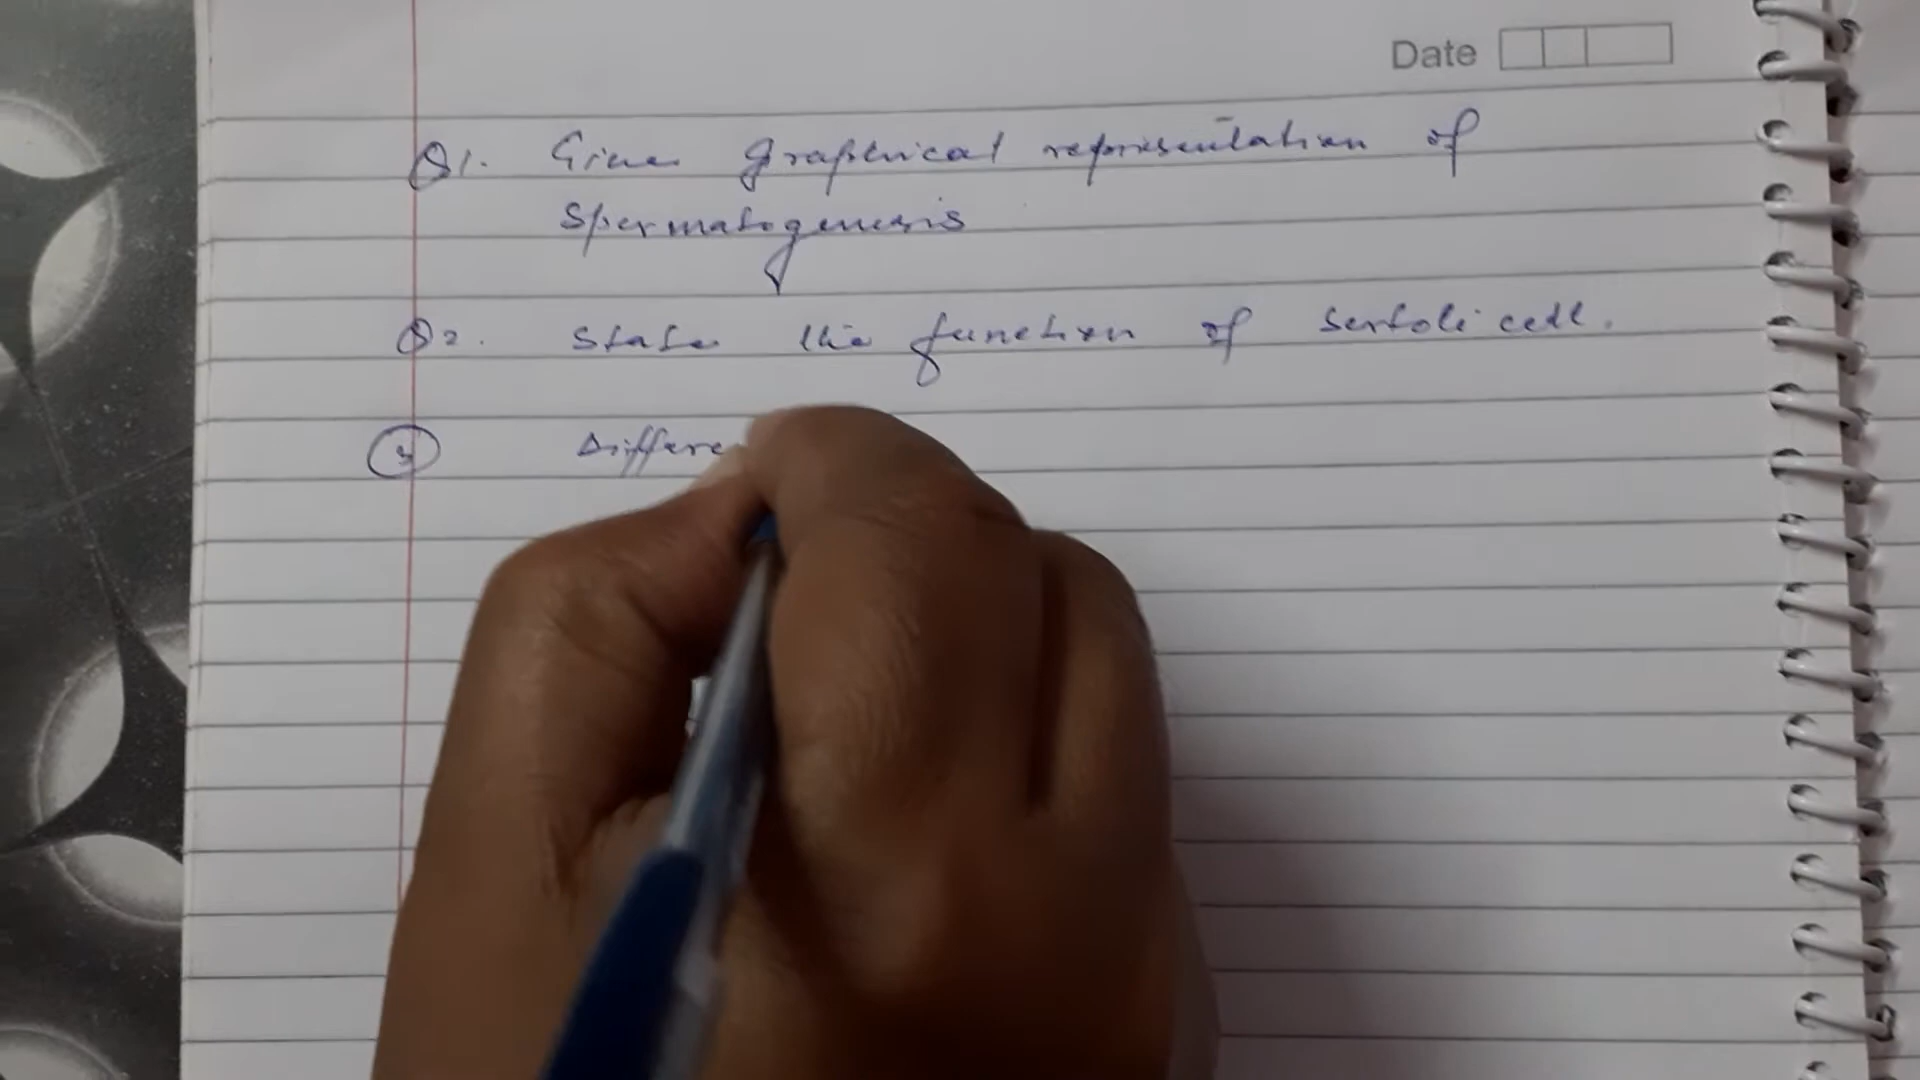 Date
Q1. Give graphical representation of
spermatogenesis
Q2. State the function of sertoli cell.
3 Differe